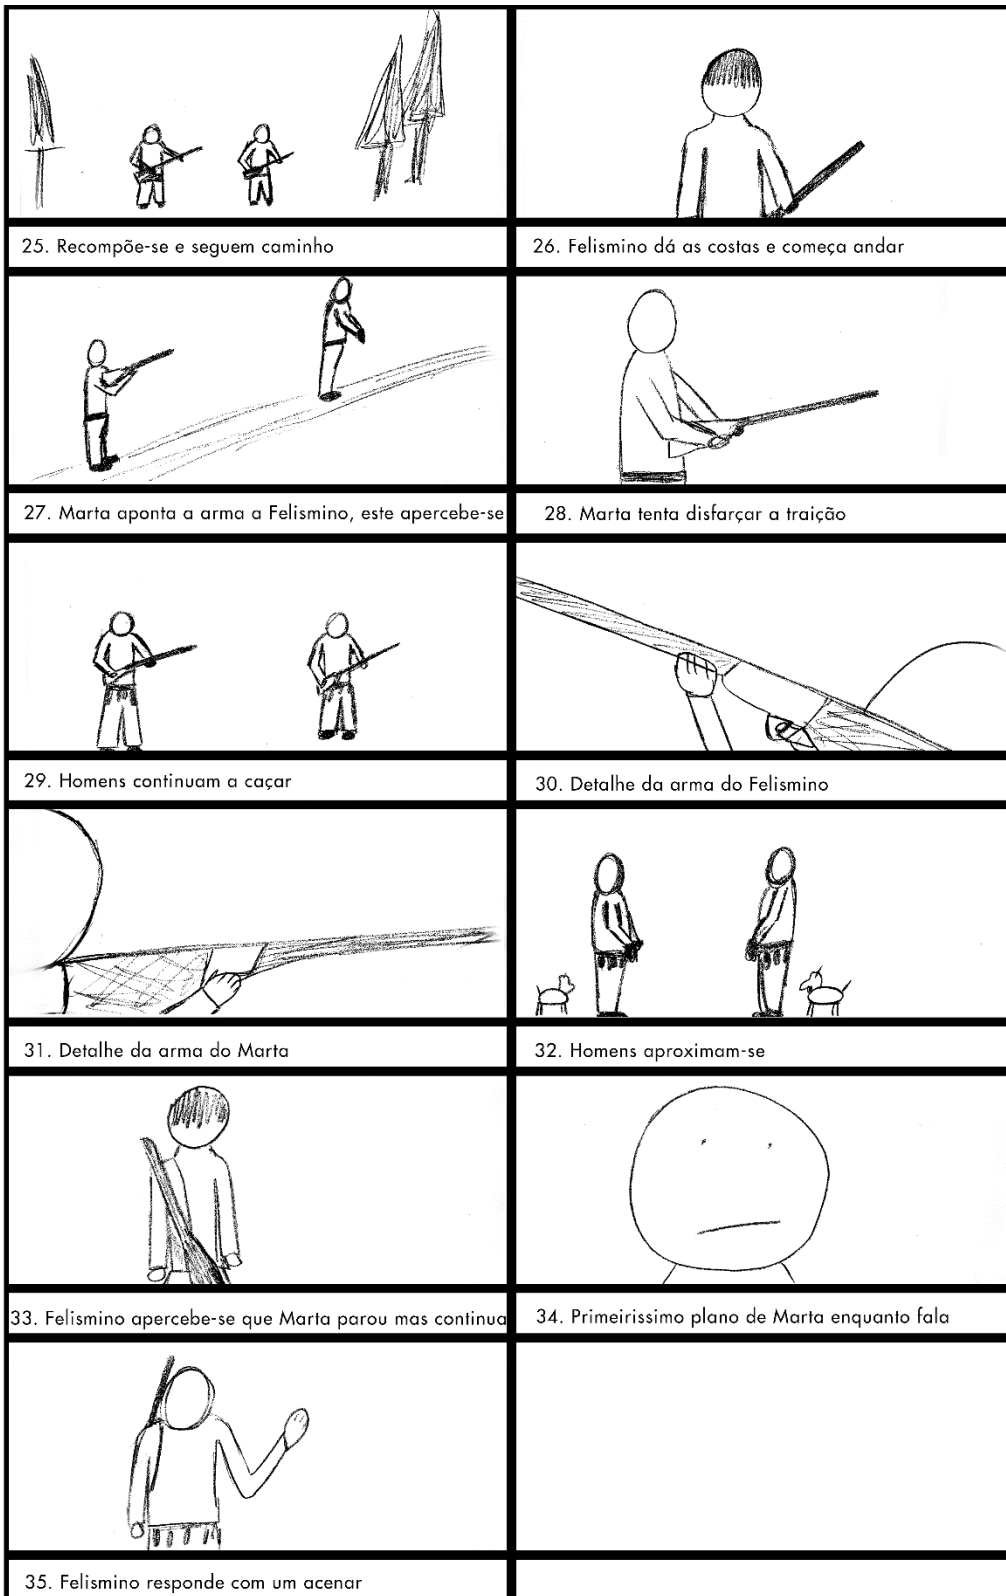 25. Recompõe-se e seguem caminho
26. Felismino dá as costas e começa andar
27. Marta aponta a arma a Felismino, este apercebe-se
28. Marta tenta disfarçar a traição
29. Homens continuam a caçar
30. Detalhe da arma do Felismino
31. Detalhe da arma do Marta
32. Homens aproximam-se
33. Felismino apercebe-se que Marta parou mas continua
34. Primeirissimo plano de Marta enquanto fala
35. Felismino responde com um acenar